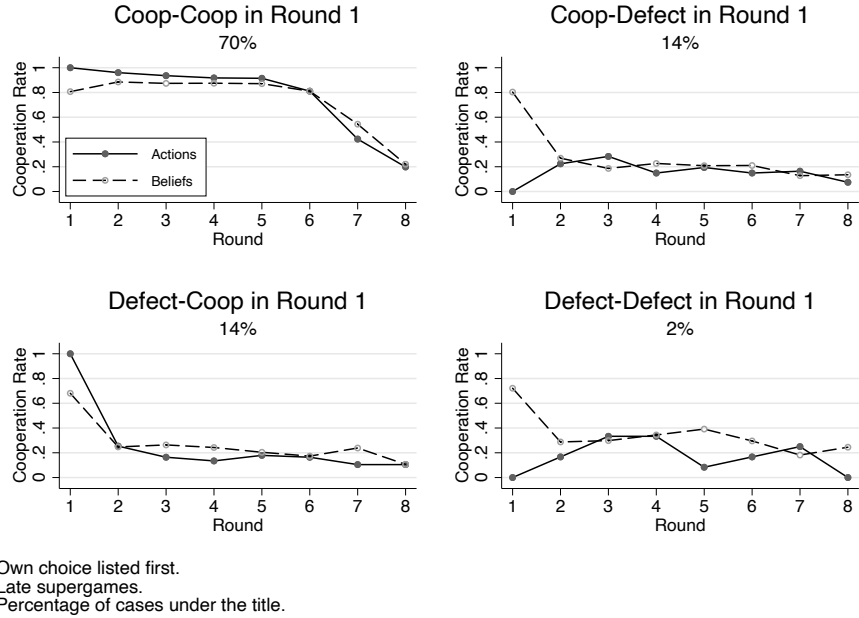 Coop-Coop in Round 1
70%
Cooperation Rate
0 .2 .4 .6 .8 1
Actions
Beliefs
1 2 3 4 5 6 7 8
Round
Coop-Defect in Round 1
14%
Cooperation Rate
0 .2 .4 .6 .8 1
1 2 3 4 5 6 7 8
Round
Defect-Coop in Round 1
14%
Cooperation Rate
0 .2 .4 .6 .8 1
1 2 3 4 5 6 7 8
Round
Defect-Defect in Round 1
2%
Cooperation Rate
0 .2 .4 .6 .8 1
1 2 3 4 5 6 7 8
Round
Own choice listed first.
Late supergames.
Percentage of cases under the title.